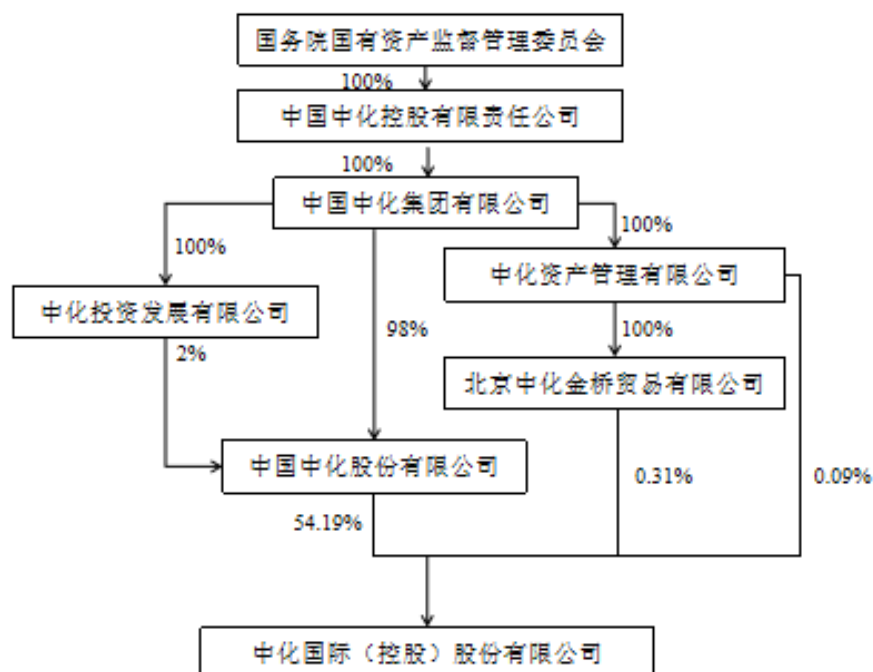 国务院国有资产监督管理委员会
100%
中国中化控股有限责任公司
100%
中国中化集团有限公司
100%
100%
中化资产管理有限公司
中化投资发展有限公司
98%
100%
2%
北京中化金桥贸易有限公司
中国中化股份有限公司
0.31%
0.09%
54.19%
中化国际（控股）股份有限公司